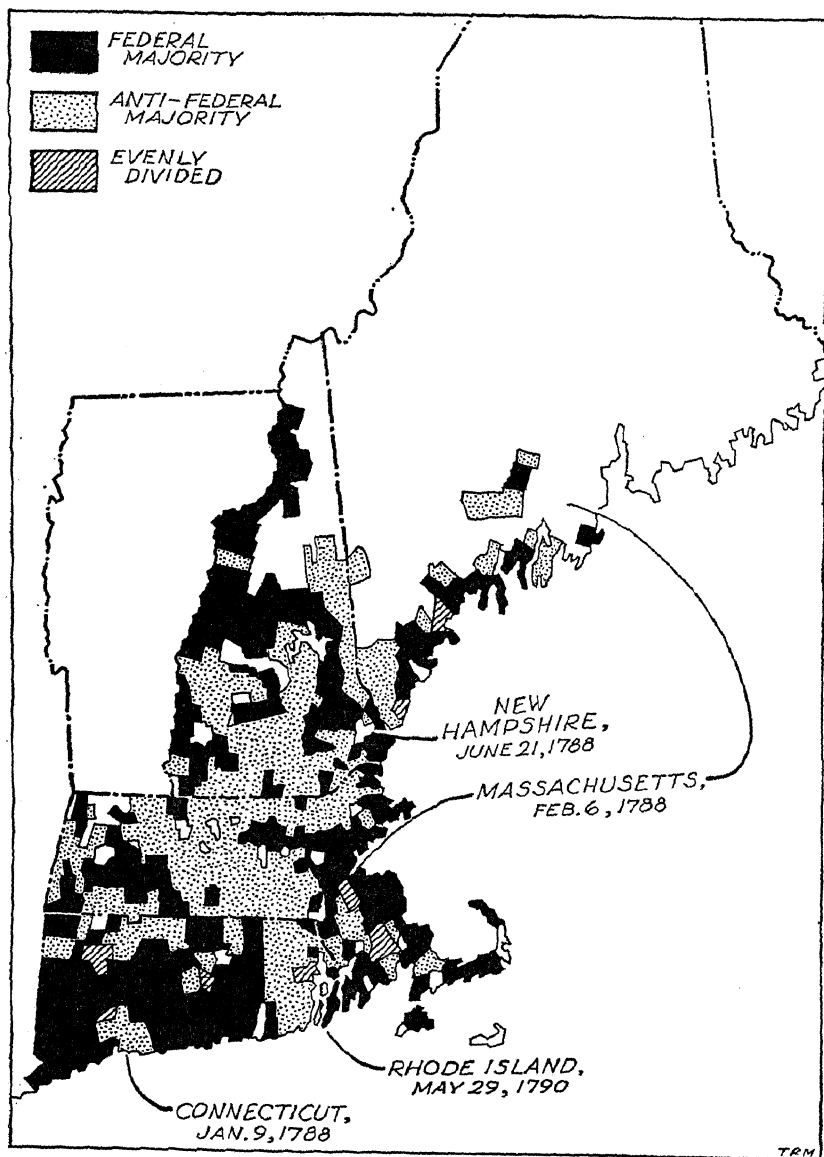 FEDERAL
MAJORITY
ANTI-FEDERAL
MAJORITY
EVENLY
DIVIDED
NEW
HAMPSHIRE,
JUNE 21, 1788
MASSACHUSETTS,
FEB. 6, 1788
RHODE ISLAND,
MAY 29, 1790
CONNECTICUT,
JAN. 9, 1788
TRM